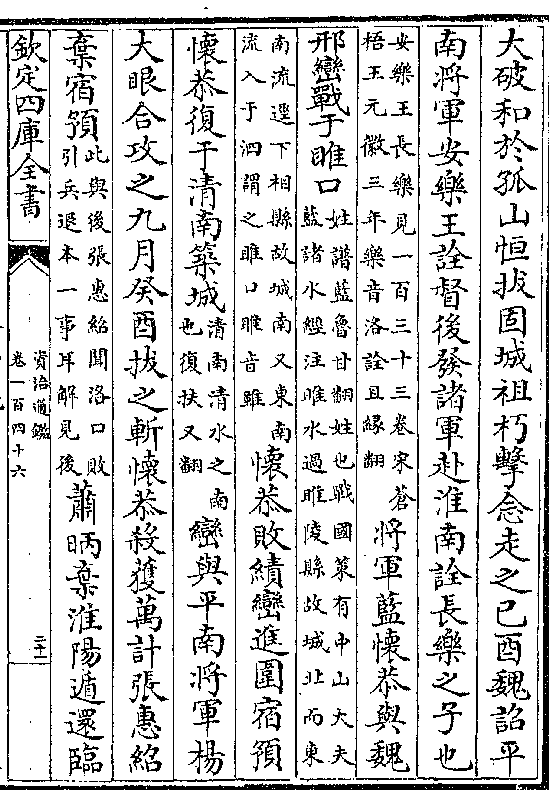 大破和於孤山恒拔固城祖朽擊念走之己酉魏詔平
南將軍安樂王詮督後發諸軍赴淮南詮長樂之子也
安樂王長樂見一百三十三卷宋蒼
梧王元徽三年樂音洛詮且緣翻
將軍藍懷恭與魏
邢巒戰于睢口
姓譜藍魯甘翻姓也戰國策有中山大夫
藍諸水經注睢水過睢陵縣故城北而東
南流逕下相縣故城南又東南
流入于泗謂之睢口睢音雖
懷恭敗績巒進圍宿預
懷恭復于清南築城
清南清水之南
也復扶又翻
巒與平南將軍楊
大眼合攻之九月癸酉拔之斬懷恭殺獲萬計張惠紹
棄宿預
此與後張惠紹聞洛口敗
引兵退本一事耳解見後
蕭昞棄淮陽遁還臨
欽定四庫全書
資治通鑑
卷一百四十六
二十一